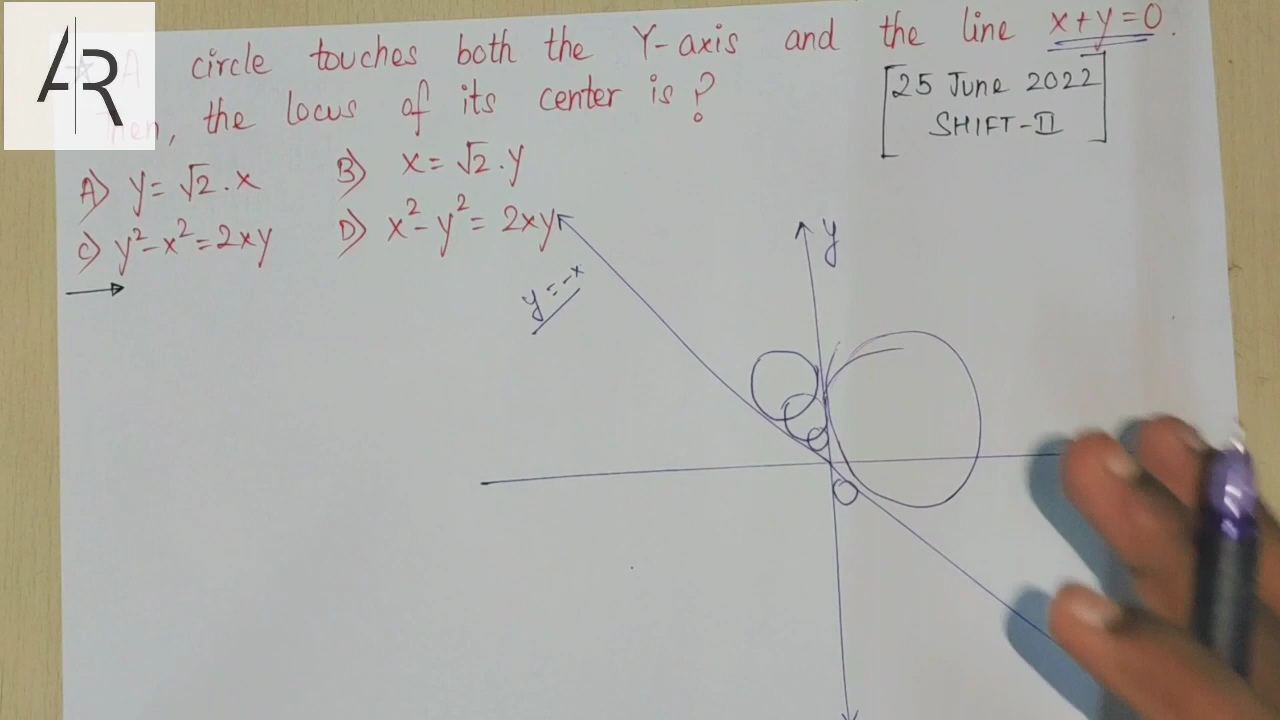 AR
A circle touches both the Y-axis and the line x+y=0.
Then, the locus of its center is?
[25 June 2022
SHIFT-II]
A) y=√2.x B) x=√2.y
C) y²-x²=2xy D) x²-y²=2xy
y
y=-x